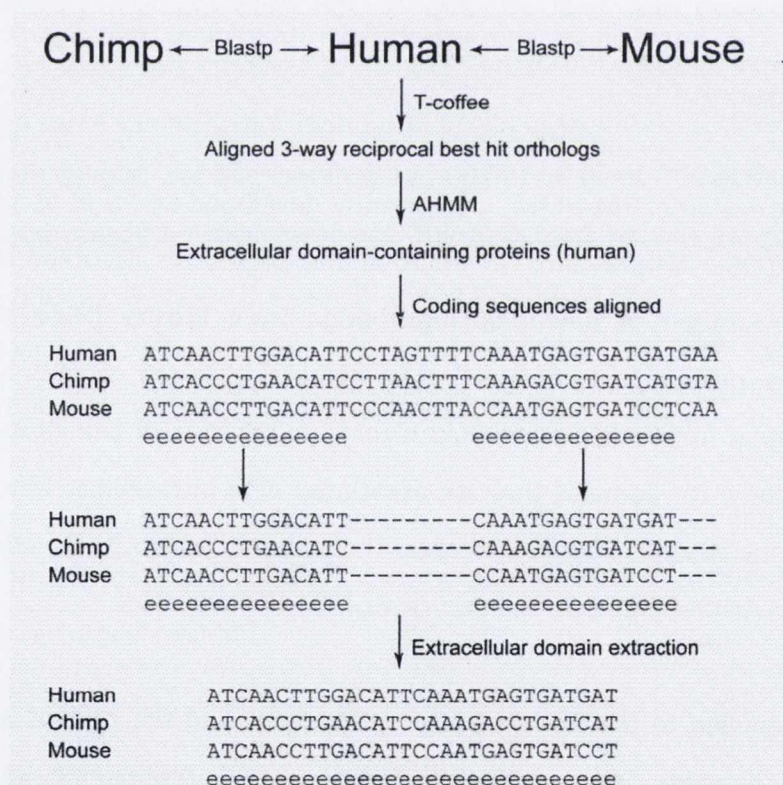 Chimp ←— Blastp —→ Human ←— Blastp —→ Mouse
T-coffee
Aligned 3-way reciprocal best hit orthologs
AHMM
Extracellular domain-containing proteins (human)
Coding sequences aligned
Human ATCAACTTGGACATTCCTAGTTTTCAAATGAGTGATGATGAA
Chimp ATCACCCTGAACATCCTTAACTTTCAAAGACGTGATCATGTA
Mouse ATCAACCTTGACATTCCCAACTTACCAATGAGTGATCCTCAA
eeeeeeeeeeeeeee eeeeeeeeeeeeeee
Human ATCAACTTGGACATT---------CAAATGAGTGATGAT---
Chimp ATCACCCTGAACATC---------CAAAGACGTGATCAT---
Mouse ATCAACCTTGACATT---------CCAATGAGTGATCCT---
eeeeeeeeeeeeeee eeeeeeeeeeeeeee
Extracellular domain extraction
Human ATCAACTTGGACATTCAAATGAGTGATGAT
Chimp ATCACCCTGAACATCCAAAGACCTGATCAT
Mouse ATCAACCTTGACATTCCAATGAGTGATCCT
eeeeeeeeeeeeeeeeeeeeeeeeeeeeee